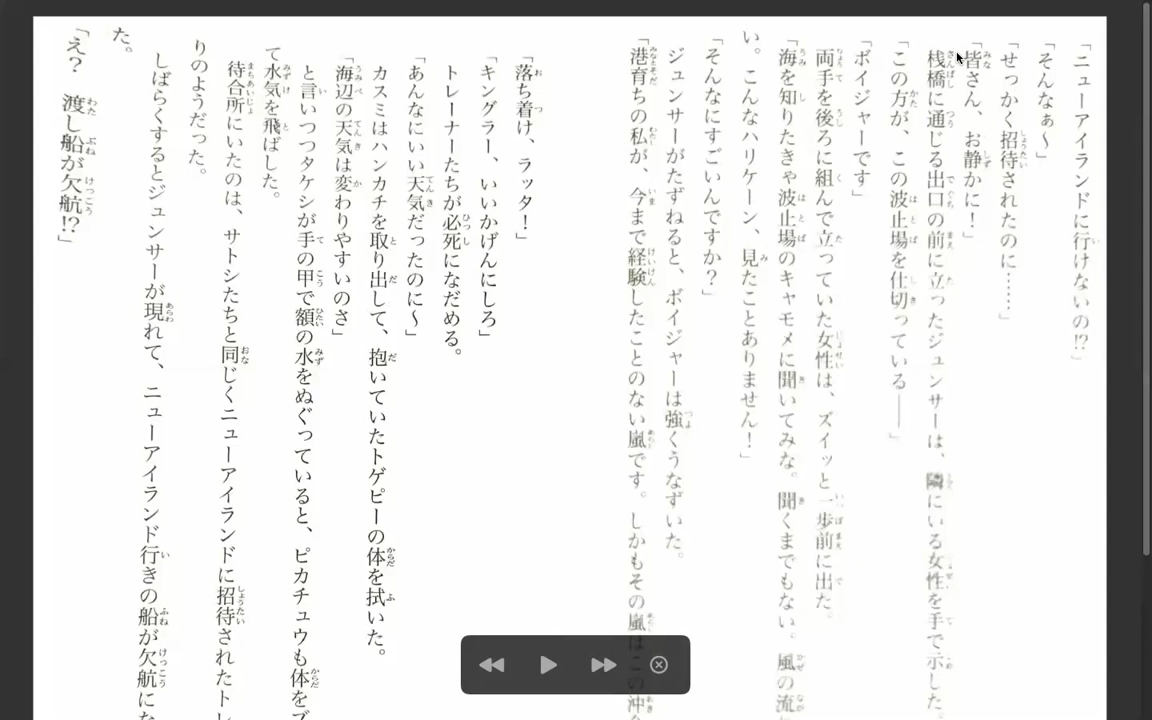 「ニューアイランドに行けないの!?」
「そんなぁ～」
「せっかく招待されたのに……」
「皆さん、お静かに！」
桟橋に通じる出口の前に立ったジュンサーは、隣にいる女性を手で示した。
「この方が、この波止場を仕切っている――」
「ボイジャーです」
両手を後ろに組んで立っていた女性は、ズイッと一歩前に出た。
「海を知りたきゃ波止場のキャモメに聞いてみな。聞くまでもない。風の流
い。こんなハリケーン、見たことありません！」
「そんなにすごいんですか？」
ジュンサーがたずねると、ボイジャーは強くうなずいた。
「港育ちの私が、今まで経験したことのない嵐です。しかもその嵐はこの沖
「落ち着け、ラッタ！」
「キングラー、いいかげんにしろ」
トレーナーたちが必死になだめる。
「あんなにいい天気だったのに～」
カスミはハンカチを取り出して、抱いていたトゲピーの体を拭いた。
「海辺の天気は変わりやすいのさ」
と言いつつタケシが手の甲で額の水をぬぐっていると、ピカチュウも体をブ
て水気を飛ばした。
待合所にいたのは、サトシたちと同じくニューアイランドに招待されたトレ
りのようだった。
しばらくするとジュンサーが現れて、ニューアイランド行きの船が欠航にな
た。
「え？　渡し船が欠航!?」